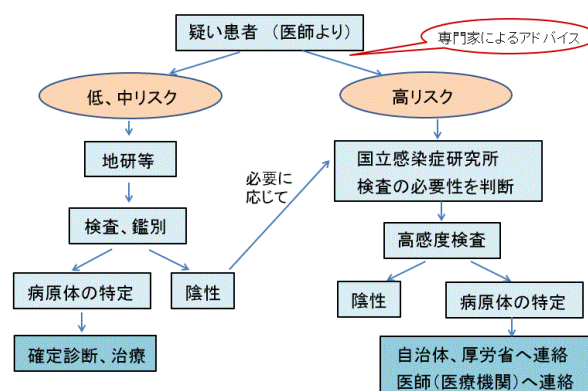 疑い患者 （医師より）
専門家によるアドバイス
低、中リスク
高リスク
地研等
国立感染症研究所
検査の必要性を判断
必要に
応じて
検査、鑑別
高感度検査
病原体の特定
陰性
陰性
病原体の特定
確定診断、治療
自治体、厚労省へ連絡
医師（医療機関）へ連絡